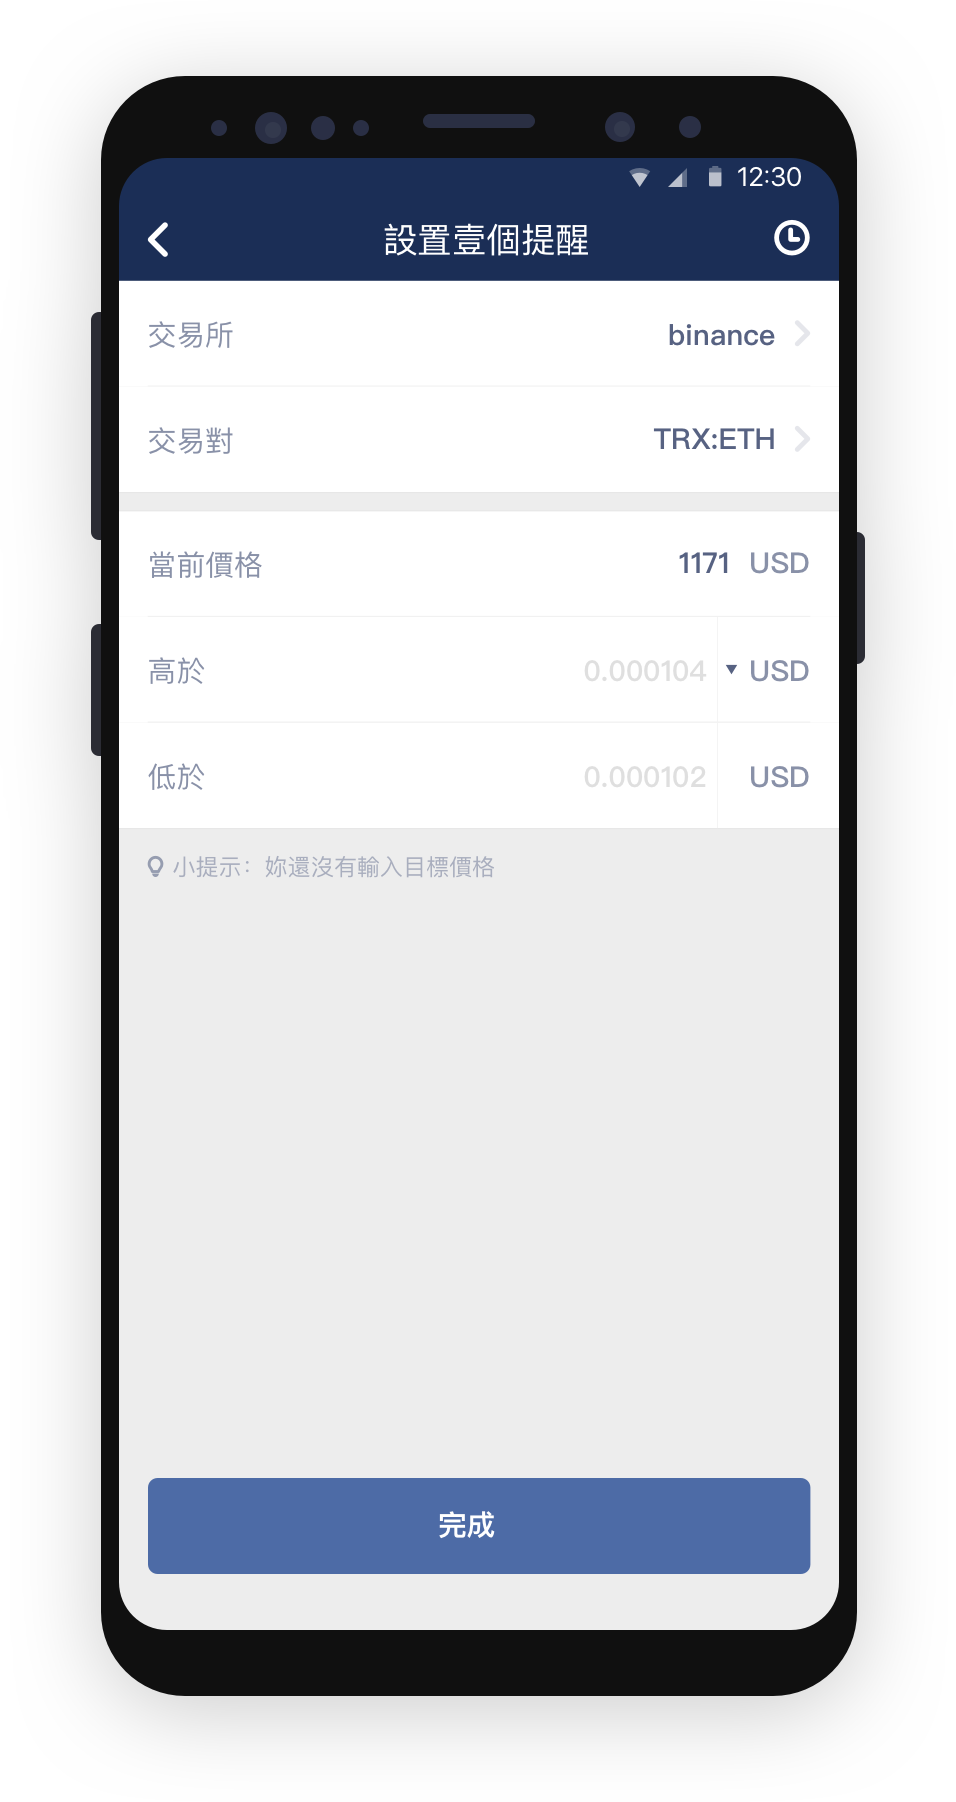 12:30
設置壹個提醒
交易所 binance
交易對 TRX:ETH
當前價格 1171 USD
高於 0.000104 USD
低於 0.000102 USD
小提示：妳還沒有輸入目標價格
完成